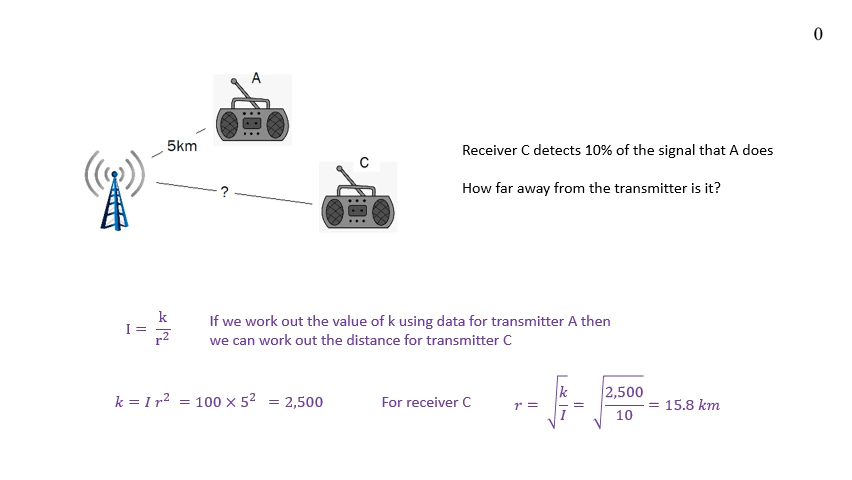 0
A
5km
C
?
Receiver C detects 10% of the signal that A does
How far away from the transmitter is it?
I = k/r²
If we work out the value of k using data for transmitter A then
we can work out the distance for transmitter C
k = I r² = 100 × 5² = 2,500
For receiver C
r = √(k/I) = √(2,500/10) = 15.8 km